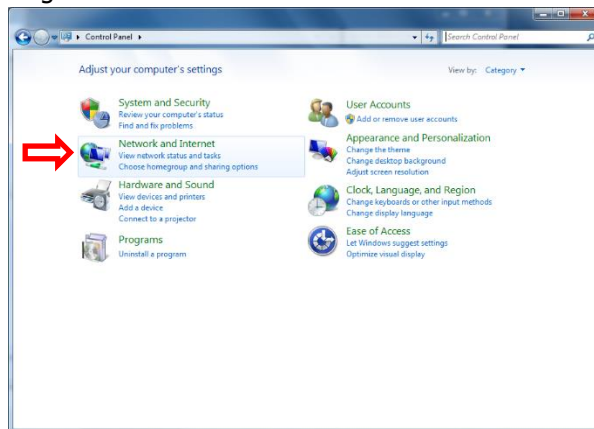 Control Panel
Search Control Panel
Adjust your computer's settings
View by: Category
System and Security
Review your computer's status
Find and fix problems
Network and Internet
View network status and tasks
Choose homegroup and sharing options
Hardware and Sound
View devices and printers
Add a device
Connect to a projector
Programs
Uninstall a program
User Accounts
Add or remove user accounts
Appearance and Personalization
Change the theme
Change desktop background
Adjust screen resolution
Clock, Language, and Region
Change keyboards or other input methods
Change display language
Ease of Access
Let Windows suggest settings
Optimize visual display